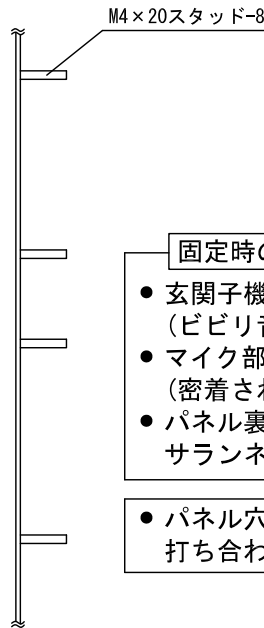 M4×20スタッド-8
固定時の
● 玄関子機
(ビビリ音
● マイク部
(密着され
● パネル裏
サランネ
● パネル穴
打ち合わ